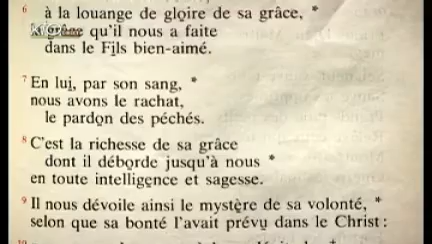 6 à la louange de gloire de sa grâce, *
grâce qu'il nous a faite
dans le Fils bien-aimé.
7 En lui, par son sang, *
nous avons le rachat,
le pardon des péchés.
8 C'est la richesse de sa grâce
dont il déborde jusqu'à nous *
en toute intelligence et sagesse.
9 Il nous dévoile ainsi le mystère de sa volonté, *
selon que sa bonté l'avait prévu dans le Christ :